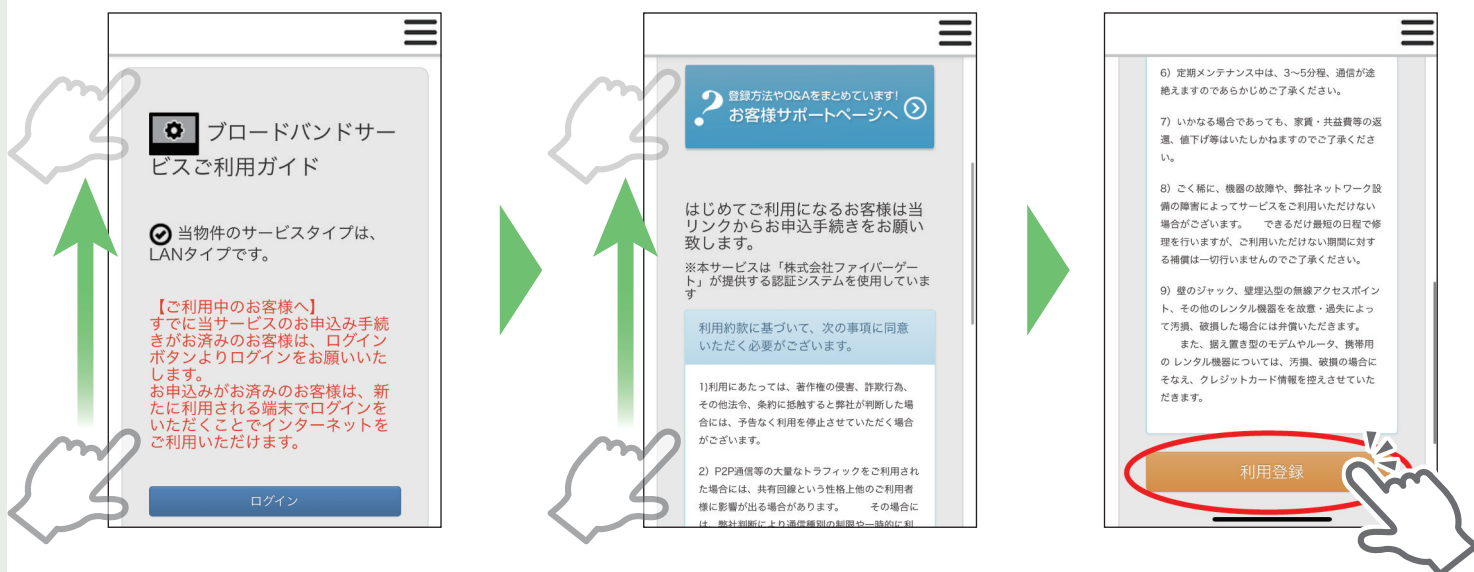 ブロードバンドサー
ビスご利用ガイド
当物件のサービスタイプは、
LANタイプです。
【ご利用中のお客様へ】
すでに当サービスのお申込み手続
きがお済みのお客様は、ログイン
ボタンよりログインをお願いいた
します。
お申込みがお済みのお客様は、新
たに利用される端末でログインを
いただくことでインターネットを
ご利用いただけます。
ログイン
?
登録方法やQ&Aをまとめています!
お客様サポートページへ
はじめてご利用になるお客様は当
リンクからお申込手続きをお願い
致します。
※本サービスは「株式会社ファイバーゲー
ト」が提供する認証システムを使用していま
す
利用約款に基づいて、次の事項に同意
いただく必要がございます。
1)利用にあたっては、著作権の侵害、詐欺行為、
その他法令、条約に抵触すると弊社が判断した場
合には、予告なく利用を停止させていただく場合
がございます。
2）P2P通信等の大量なトラフィックをご利用され
た場合には、共有回線という性格上他のご利用者
様に影響が出る場合があります。　　その場合に
は、弊社判断により通信種別の制限や一時的に利
6）定期メンテナンス中は、3〜5分程、通信が途
絶えますのであらかじめご了承ください。
7）いかなる場合であっても、家賃・共益費等の返
還、値下げ等はいたしかねますのでご了承くださ
い。
8）ごく稀に、機器の故障や、弊社ネットワーク設
備の障害によってサービスをご利用いただけない
場合がございます。　　できるだけ最短の日程で修
理を行いますが、ご利用いただけない期間に対す
る補償は一切行いませんのでご了承ください。
9）壁のジャック、壁埋込型の無線アクセスポイン
ト、その他のレンタル機器をを故意・過失によっ
て汚損、破損した場合には弁償いただきます。
また、据え置き型のモデムやルータ、携帯用
の レンタル機器については、汚損、破損の場合に
そなえ、クレジットカード情報を控えさせていた
だきます。
利用登録